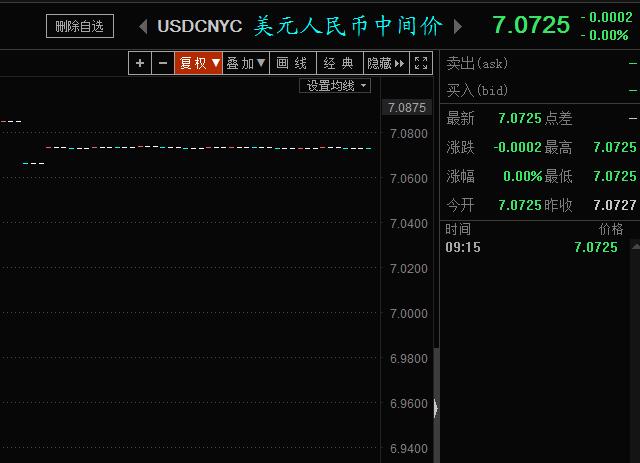 删除自选 USDCNYC 美元人民币中间价 7.0725 - 0.0002
- 0.00%
+ − 复权▼ 叠加▼ 画线 经典 隐藏
设置均线
7.0875
7.0800
7.0600
7.0400
7.0200
7.0000
6.9800
6.9600
6.9400
卖出(ask) –
买入(bid) –
最新 7.0725 点差 –
涨跌 -0.0002 最高 7.0725
涨幅 0.00% 最低 7.0725
今开 7.0725 昨收 7.0727
时间 价格
09:15 7.0725